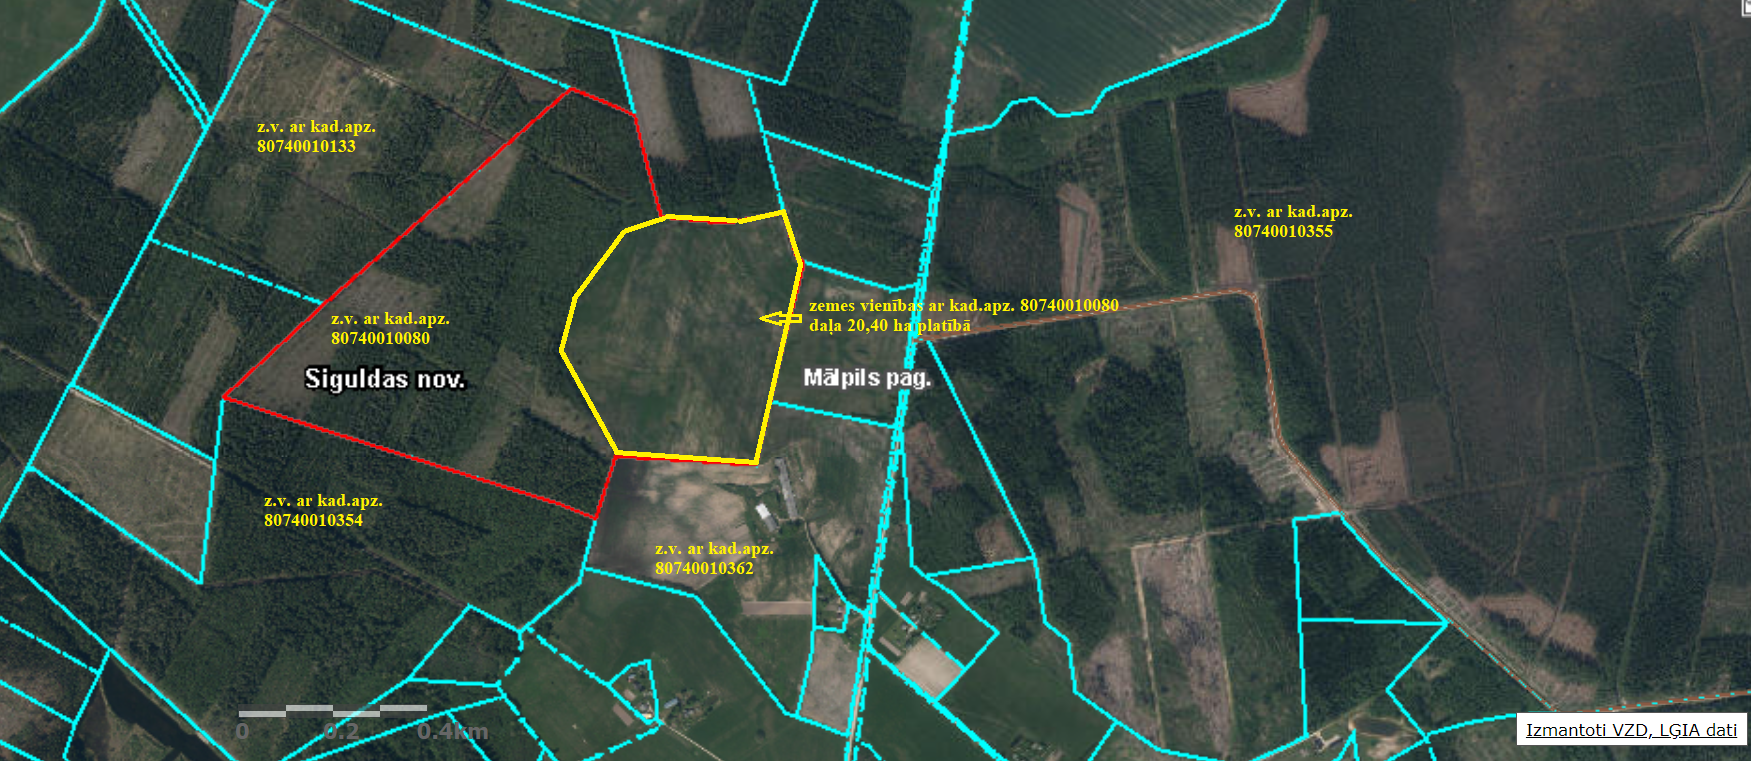 z.v. ar kad.apz.
80740010133
z.v. ar kad.apz.
80740010355
zemes vienības ar kad.apz. 80740010080
daļa 20,40 ha platībā
z.v. ar kad.apz.
80740010080
Siguldas nov.
Mālpils pag.
z.v. ar kad.apz.
80740010354
z.v. ar kad.apz.
80740010362
0 0.2 0.4km
Izmantoti VZD, LĢIA dati